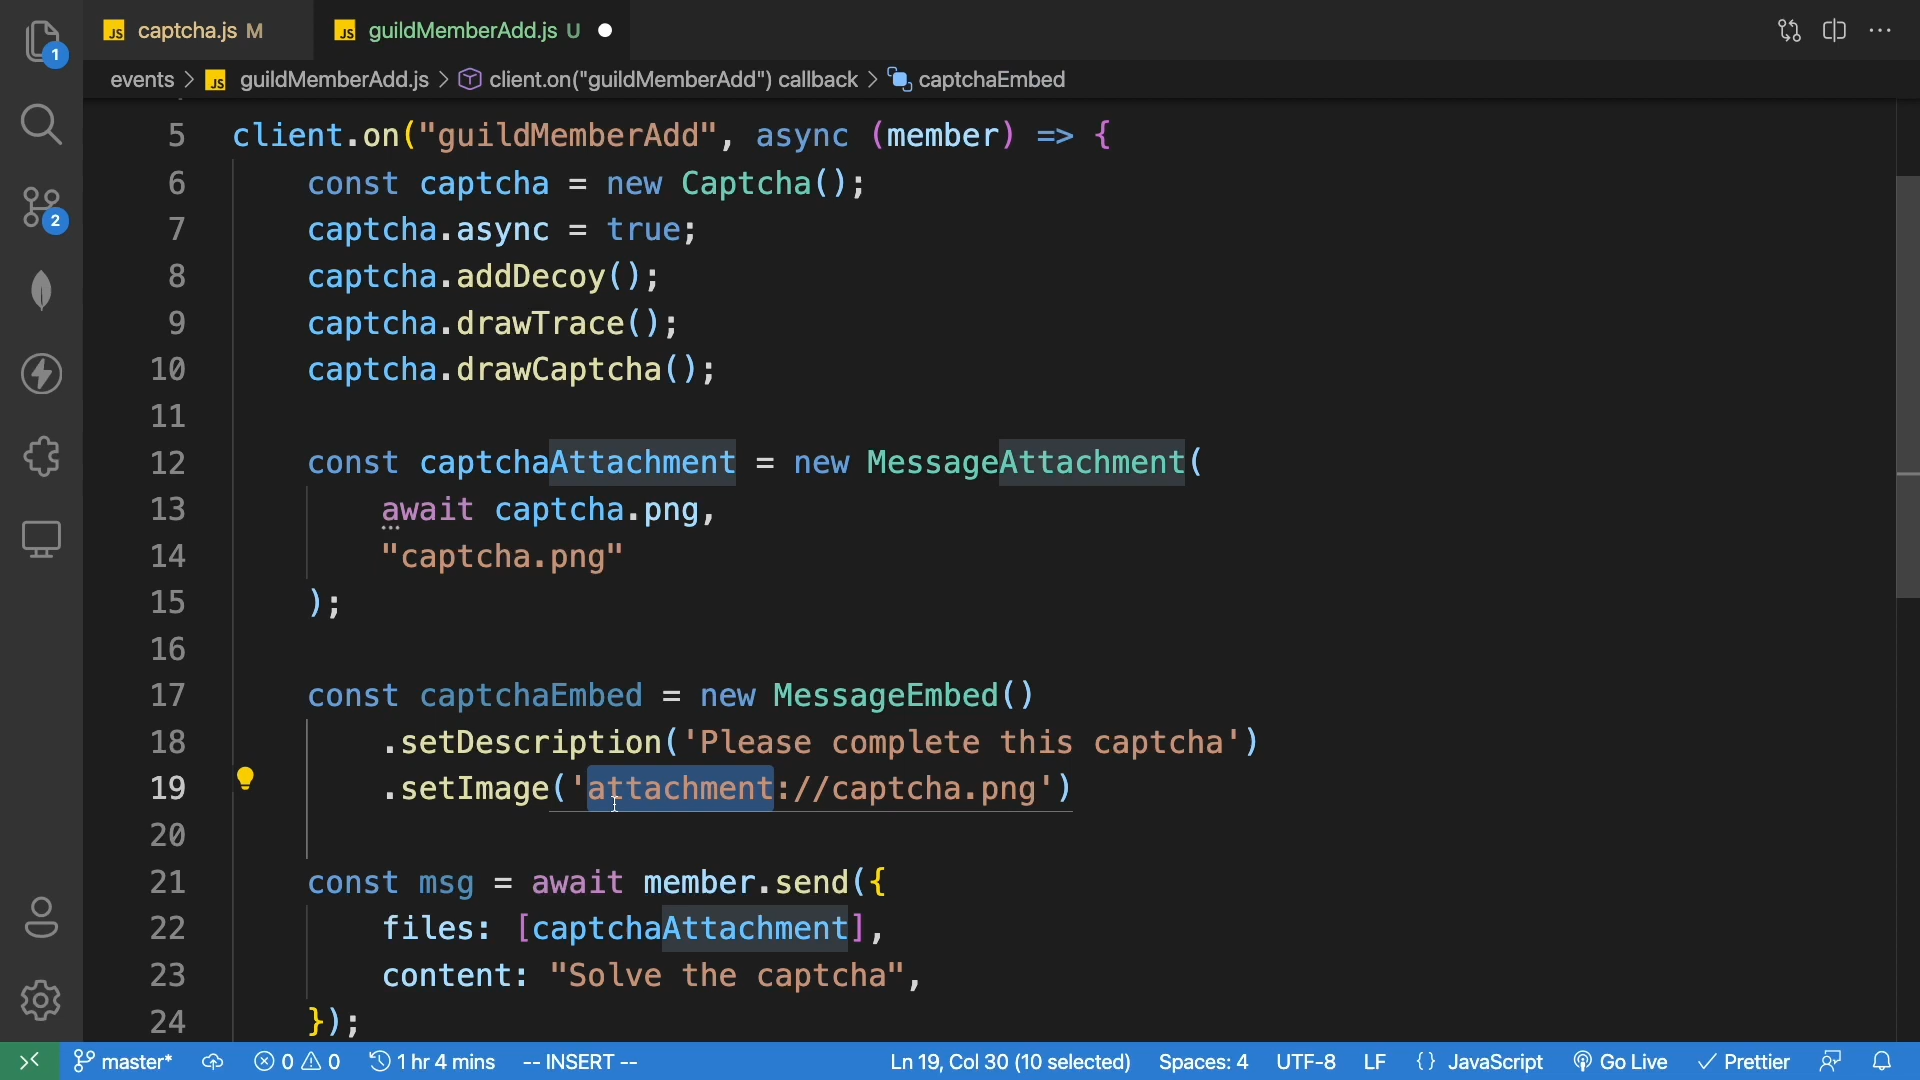 JS captcha.js M JS guildMemberAdd.js U
1
events > JS guildMemberAdd.js > client.on("guildMemberAdd") callback > captchaEmbed
5 client.on("guildMemberAdd", async (member) => {
6 const captcha = new Captcha();
2
7 captcha.async = true;
8 captcha.addDecoy();
9 captcha.drawTrace();
10 captcha.drawCaptcha();
11
12 const captchaAttachment = new MessageAttachment(
13 await captcha.png,
14 "captcha.png"
15 );
16
17 const captchaEmbed = new MessageEmbed()
18 .setDescription('Please complete this captcha')
19 .setImage('attachment://captcha.png')
20
21 const msg = await member.send({
22 files: [captchaAttachment],
23 content: "Solve the captcha",
24 });
master* 0 0 1 hr 4 mins -- INSERT -- Ln 19, Col 30 (10 selected) Spaces: 4 UTF-8 LF {} JavaScript Go Live Prettier